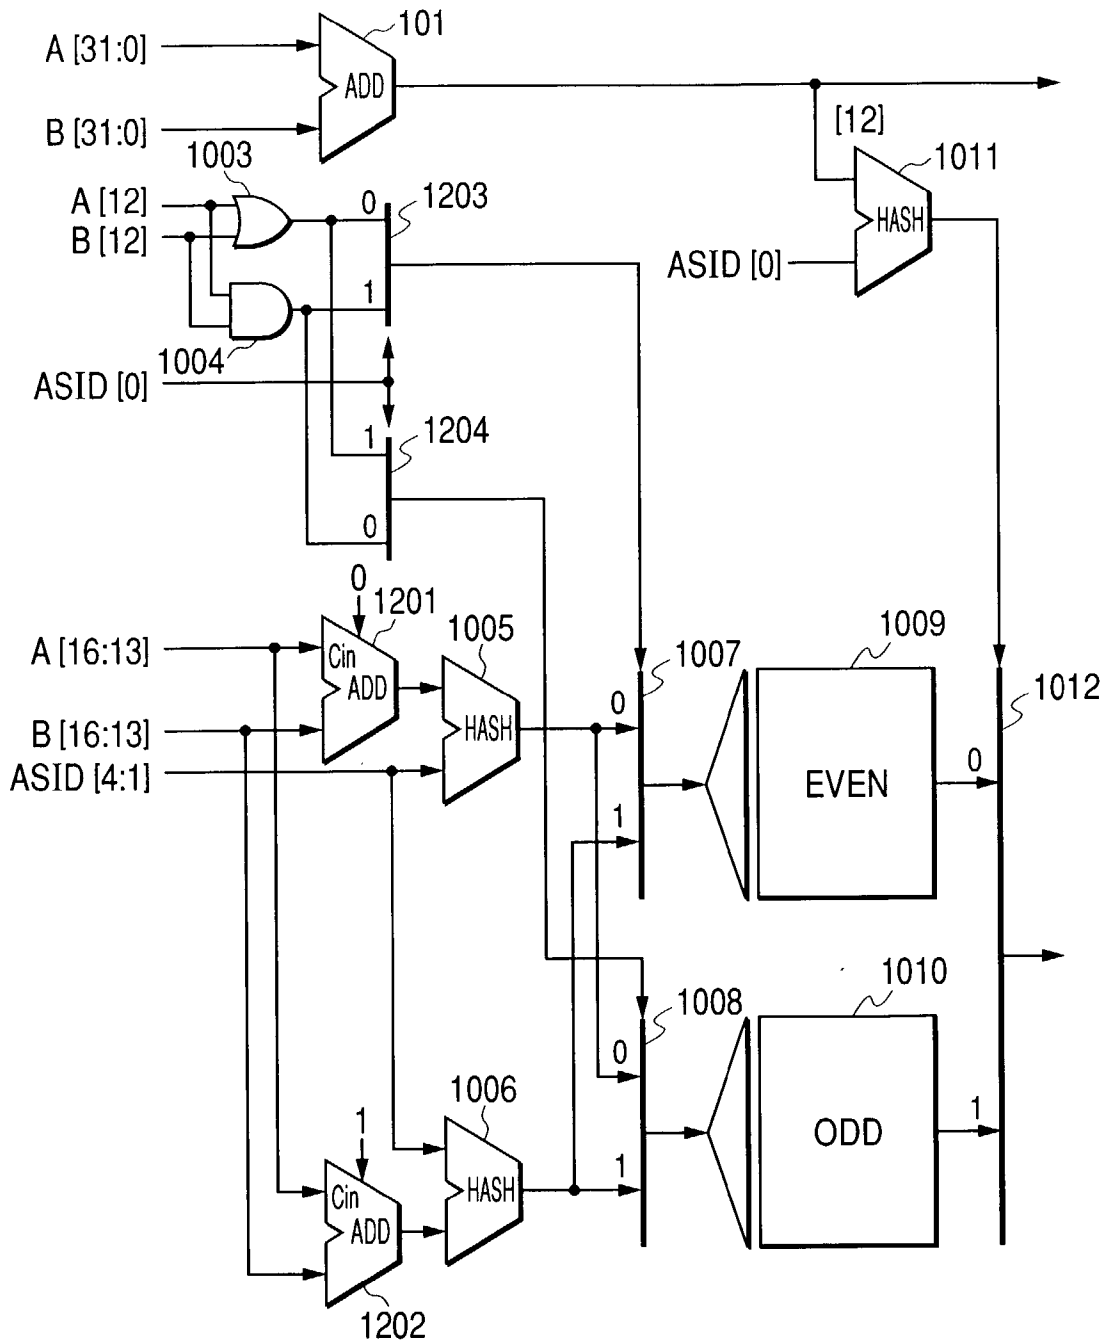 101
A [31:0]
ADD
B [31:0]
[12]
1003
1011
A [12]
0
1203
HASH
B [12]
ASID [0]
1
1004
ASID [0]
1
1204
0
0
1201
1005
A [16:13]
Cin
ADD
1007
1009
0
1012
B [16:13]
HASH
ASID [4:1]
0
EVEN
1
1010
1008
0
1006
1
1
ODD
Cin
HASH
1
ADD
1202